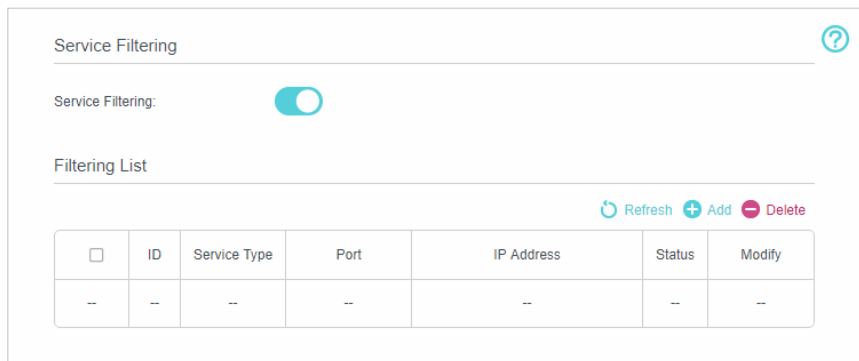 Service Filtering
?
Service Filtering:
Filtering List
Refresh Add Delete
ID Service Type Port IP Address Status Modify
-- -- -- -- -- -- --